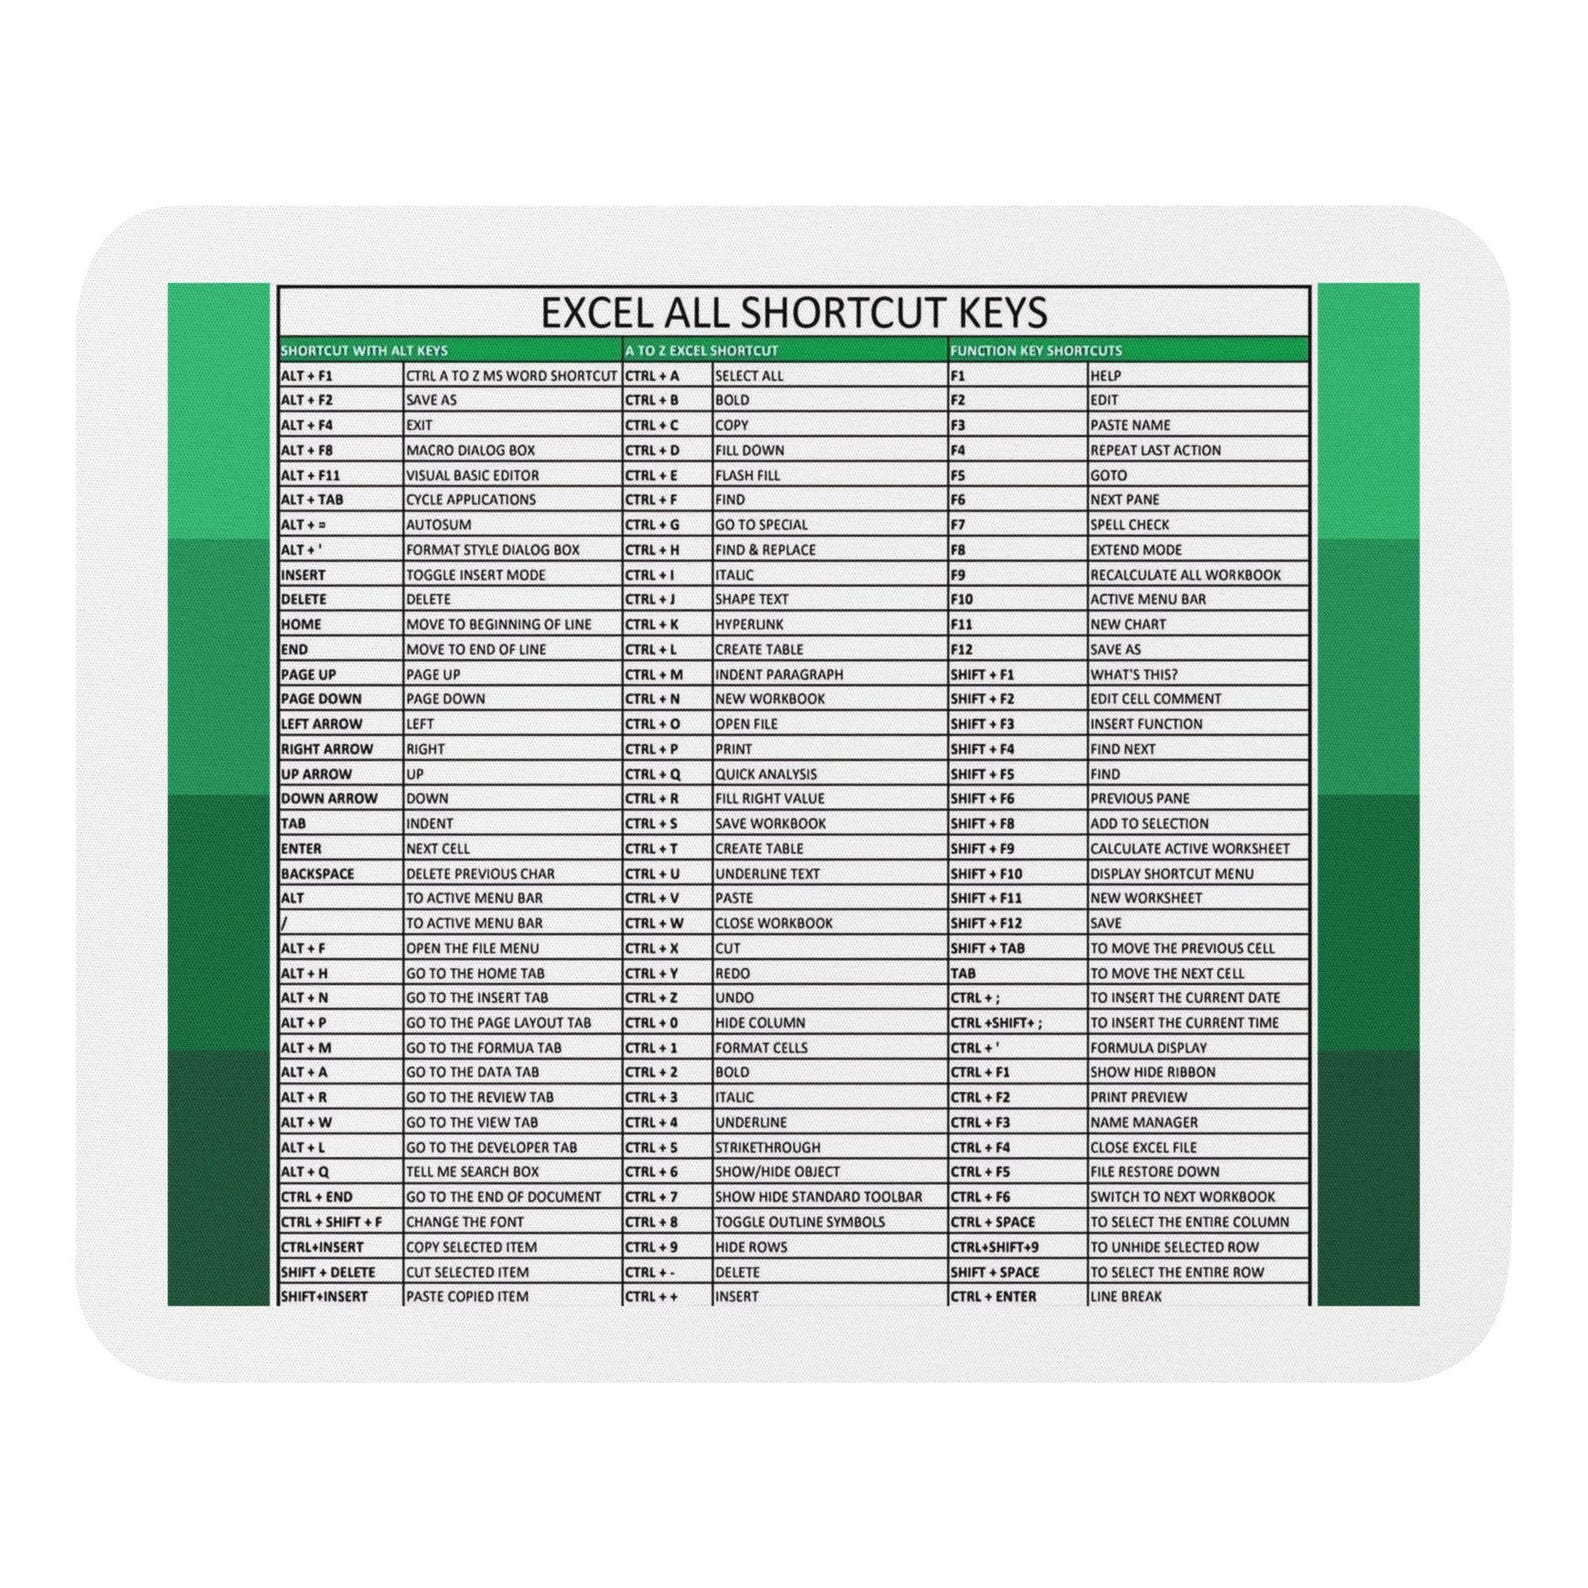 EXCEL ALL SHORTCUT KEYS
SHORTCUT WITH ALT KEYS A TO Z EXCEL SHORTCUT FUNCTION KEY SHORTCUTS
ALT + F1 CTRL A TO Z MS WORD SHORTCUT CTRL + A SELECT ALL F1 HELP
ALT + F2 SAVE AS CTRL + B BOLD F2 EDIT
ALT + F4 EXIT CTRL + C COPY F3 PASTE NAME
ALT + F8 MACRO DIALOG BOX CTRL + D FILL DOWN F4 REPEAT LAST ACTION
ALT + F11 VISUAL BASIC EDITOR CTRL + E FLASH FILL F5 GOTO
ALT + TAB CYCLE APPLICATIONS CTRL + F FIND F6 NEXT PANE
ALT + = AUTOSUM CTRL + G GO TO SPECIAL F7 SPELL CHECK
ALT + ' FORMAT STYLE DIALOG BOX CTRL + H FIND & REPLACE F8 EXTEND MODE
INSERT TOGGLE INSERT MODE CTRL + I ITALIC F9 RECALCULATE ALL WORKBOOK
DELETE DELETE CTRL + J SHAPE TEXT F10 ACTIVE MENU BAR
HOME MOVE TO BEGINNING OF LINE CTRL + K HYPERLINK F11 NEW CHART
END MOVE TO END OF LINE CTRL + L CREATE TABLE F12 SAVE AS
PAGE UP PAGE UP CTRL + M INDENT PARAGRAPH SHIFT + F1 WHAT'S THIS?
PAGE DOWN PAGE DOWN CTRL + N NEW WORKBOOK SHIFT + F2 EDIT CELL COMMENT
LEFT ARROW LEFT CTRL + O OPEN FILE SHIFT + F3 INSERT FUNCTION
RIGHT ARROW RIGHT CTRL + P PRINT SHIFT + F4 FIND NEXT
UP ARROW UP CTRL + Q QUICK ANALYSIS SHIFT + F5 FIND
DOWN ARROW DOWN CTRL + R FILL RIGHT VALUE SHIFT + F6 PREVIOUS PANE
TAB INDENT CTRL + S SAVE WORKBOOK SHIFT + F8 ADD TO SELECTION
ENTER NEXT CELL CTRL + T CREATE TABLE SHIFT + F9 CALCULATE ACTIVE WORKSHEET
BACKSPACE DELETE PREVIOUS CHAR CTRL + U UNDERLINE TEXT SHIFT + F10 DISPLAY SHORTCUT MENU
ALT TO ACTIVE MENU BAR CTRL + V PASTE SHIFT + F11 NEW WORKSHEET
/ TO ACTIVE MENU BAR CTRL + W CLOSE WORKBOOK SHIFT + F12 SAVE
ALT + F OPEN THE FILE MENU CTRL + X CUT SHIFT + TAB TO MOVE THE PREVIOUS CELL
ALT + H GO TO THE HOME TAB CTRL + Y REDO TAB TO MOVE THE NEXT CELL
ALT + N GO TO THE INSERT TAB CTRL + Z UNDO CTRL + ; TO INSERT THE CURRENT DATE
ALT + P GO TO THE PAGE LAYOUT TAB CTRL + 0 HIDE COLUMN CTRL +SHIFT+ ; TO INSERT THE CURRENT TIME
ALT + M GO TO THE FORMUA TAB CTRL + 1 FORMAT CELLS CTRL + ' FORMULA DISPLAY
ALT + A GO TO THE DATA TAB CTRL + 2 BOLD CTRL + F1 SHOW HIDE RIBBON
ALT + R GO TO THE REVIEW TAB CTRL + 3 ITALIC CTRL + F2 PRINT PREVIEW
ALT + W GO TO THE VIEW TAB CTRL + 4 UNDERLINE CTRL + F3 NAME MANAGER
ALT + L GO TO THE DEVELOPER TAB CTRL + 5 STRIKETHROUGH CTRL + F4 CLOSE EXCEL FILE
ALT + Q TELL ME SEARCH BOX CTRL + 6 SHOW/HIDE OBJECT CTRL + F5 FILE RESTORE DOWN
CTRL + END GO TO THE END OF DOCUMENT CTRL + 7 SHOW HIDE STANDARD TOOLBAR CTRL + F6 SWITCH TO NEXT WORKBOOK
CTRL + SHIFT + F CHANGE THE FONT CTRL + 8 TOGGLE OUTLINE SYMBOLS CTRL + SPACE TO SELECT THE ENTIRE COLUMN
CTRL+INSERT COPY SELECTED ITEM CTRL + 9 HIDE ROWS CTRL+SHIFT+9 TO UNHIDE SELECTED ROW
SHIFT + DELETE CUT SELECTED ITEM CTRL + - DELETE SHIFT + SPACE TO SELECT THE ENTIRE ROW
SHIFT+INSERT PASTE COPIED ITEM CTRL + + INSERT CTRL + ENTER LINE BREAK